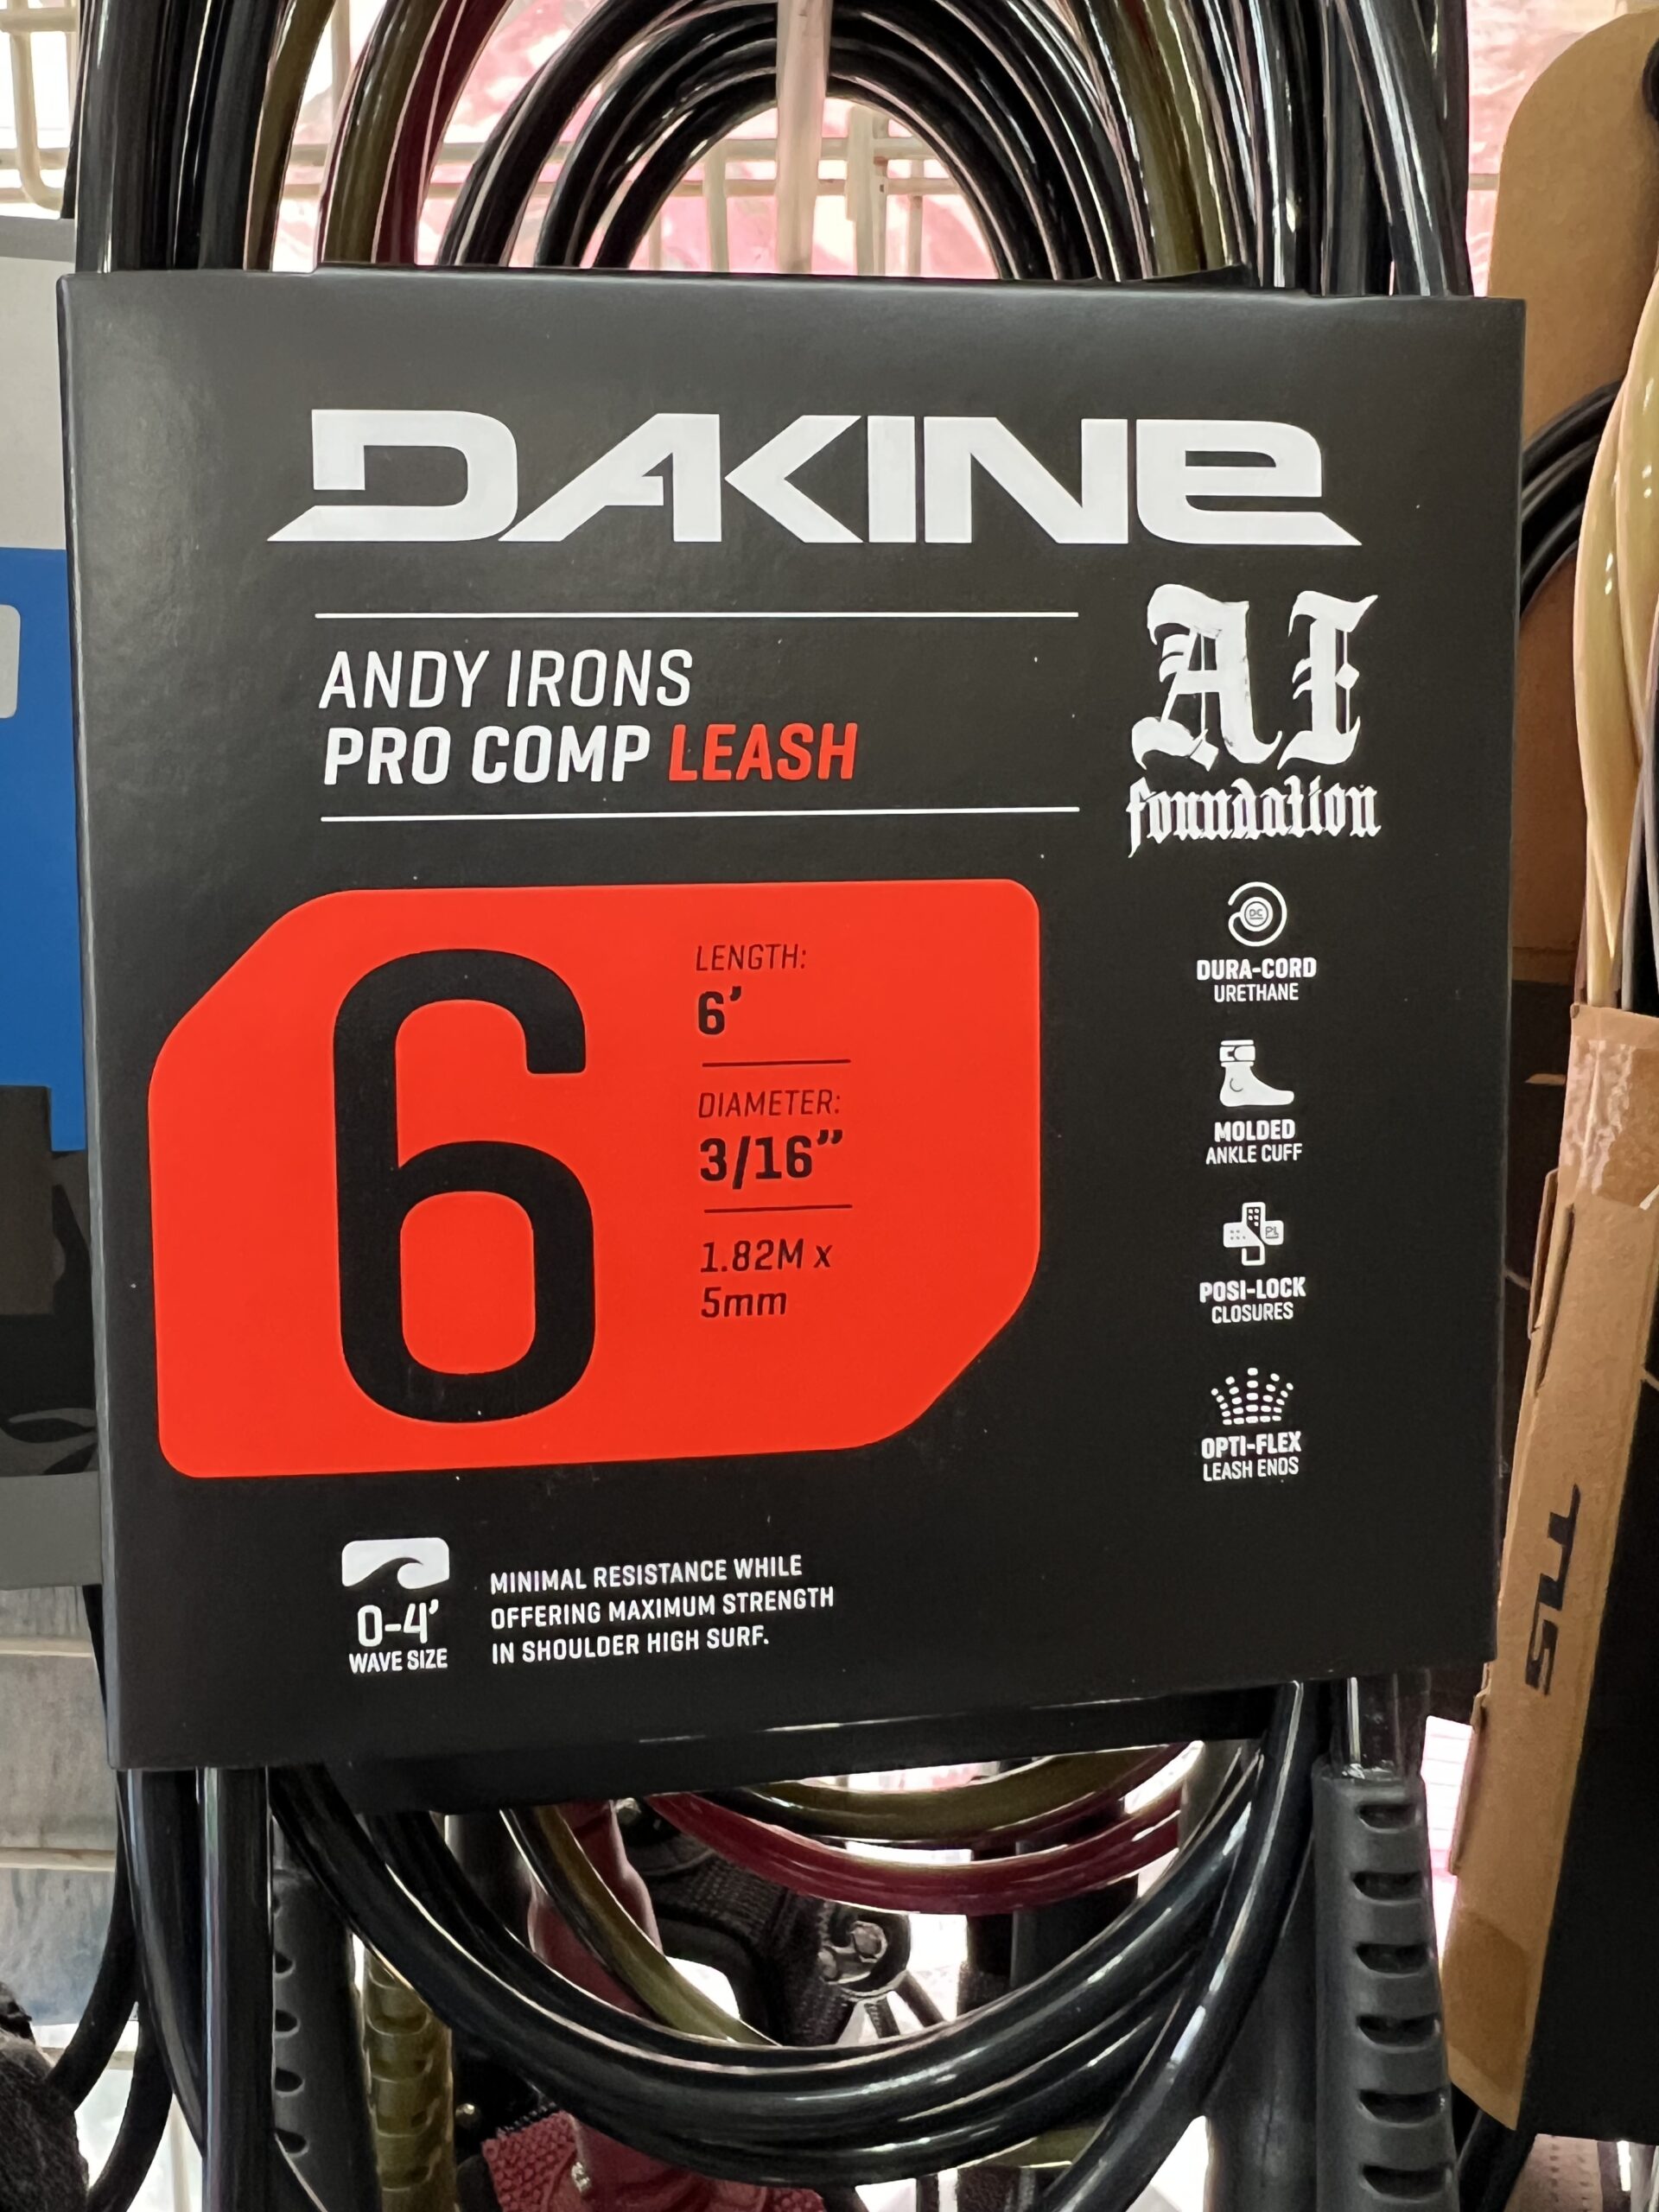 DAKINE
ANDY IRONS
PRO COMP LEASH
AI
foundation
6
LENGTH:
6’
DIAMETER:
3/16”
1.82M x
5mm
DC
DURA-CORD
URETHANE
MOLDED
ANKLE CUFF
PL
POSI-LOCK
CLOSURES
OPTI-FLEX
LEASH ENDS
0-4’
WAVE SIZE
MINIMAL RESISTANCE WHILE
OFFERING MAXIMUM STRENGTH
IN SHOULDER HIGH SURF.